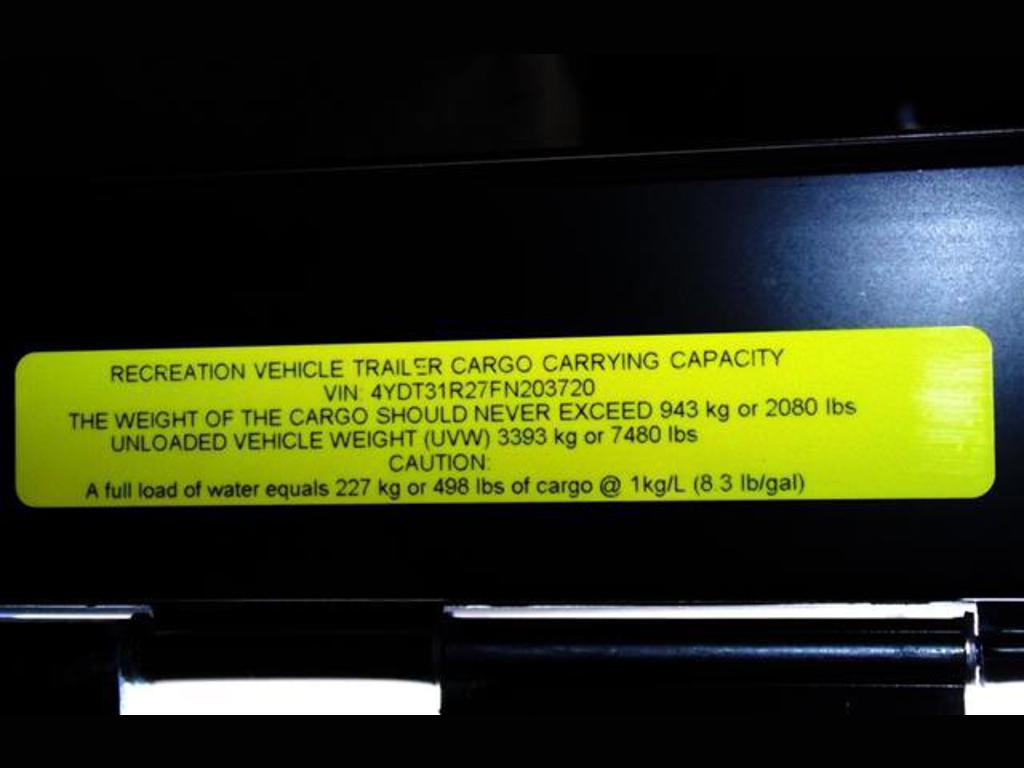 RECREATION VEHICLE TRAILER CARGO CARRYING CAPACITY
VIN: 4YDT31R27FN203720
THE WEIGHT OF THE CARGO SHOULD NEVER EXCEED 943 kg or 2080 lbs
UNLOADED VEHICLE WEIGHT (UVW) 3393 kg or 7480 lbs
CAUTION:
A full load of water equals 227 kg or 498 lbs of cargo @ 1kg/L (8.3 lb/gal)